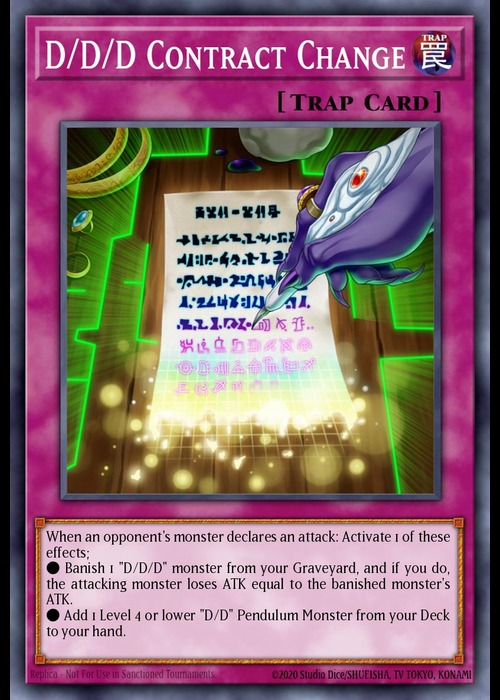 D/D/D Contract Change
TRAP
罠
[Trap Card]
When an opponent's monster declares an attack: Activate 1 of these
effects;
● Banish 1 "D/D/D" monster from your Graveyard, and if you do,
the attacking monster loses ATK equal to the banished monster's
ATK.
● Add 1 Level 4 or lower "D/D" Pendulum Monster from your Deck
to your hand.
Replica - Not For Use in Sanctioned Tournaments. ©2020 Studio Dice/SHUEISHA, TV TOKYO, KONAMI